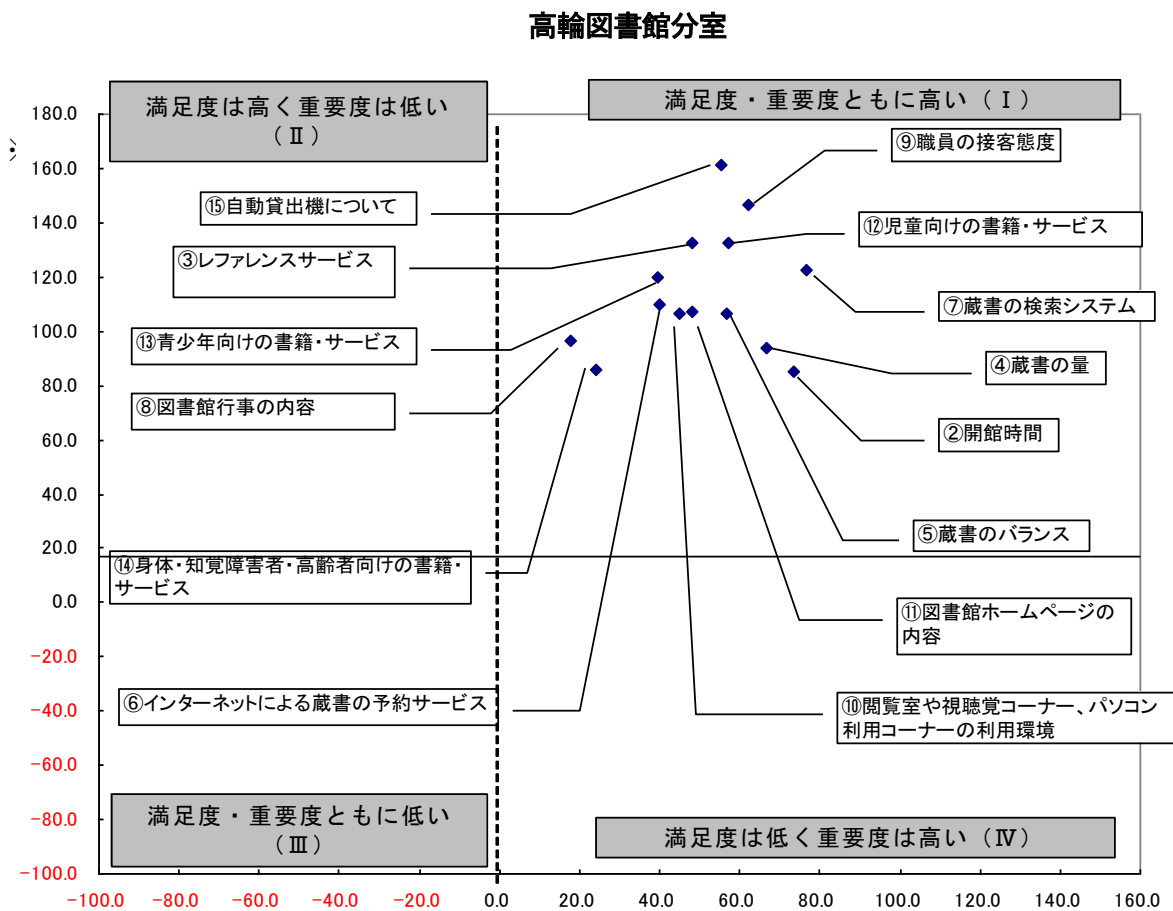 高輪図書館分室
満足度は高く重要度は低い
（Ⅱ）
満足度・重要度ともに高い（Ⅰ）
180.0
160.0
140.0
120.0
100.0
80.0
60.0
40.0
20.0
0.0
-20.0
-40.0
-60.0
-80.0
-100.0
⑨職員の接客態度
⑮自動貸出機について
⑫児童向けの書籍・サービス
③レファレンスサービス
⑦蔵書の検索システム
⑬青少年向けの書籍・サービス
④蔵書の量
⑧図書館行事の内容
②開館時間
⑤蔵書のバランス
⑭身体・知覚障害者・高齢者向けの書籍・
サービス
⑪図書館ホームページの
内容
⑥インターネットによる蔵書の予約サービス
⑩閲覧室や視聴覚コーナー、パソコン
利用コーナーの利用環境
満足度・重要度ともに低い
（Ⅲ）
満足度は低く重要度は高い（Ⅳ）
-100.0 -80.0 -60.0 -40.0 -20.0 0.0 20.0 40.0 60.0 80.0 100.0 120.0 140.0 160.0